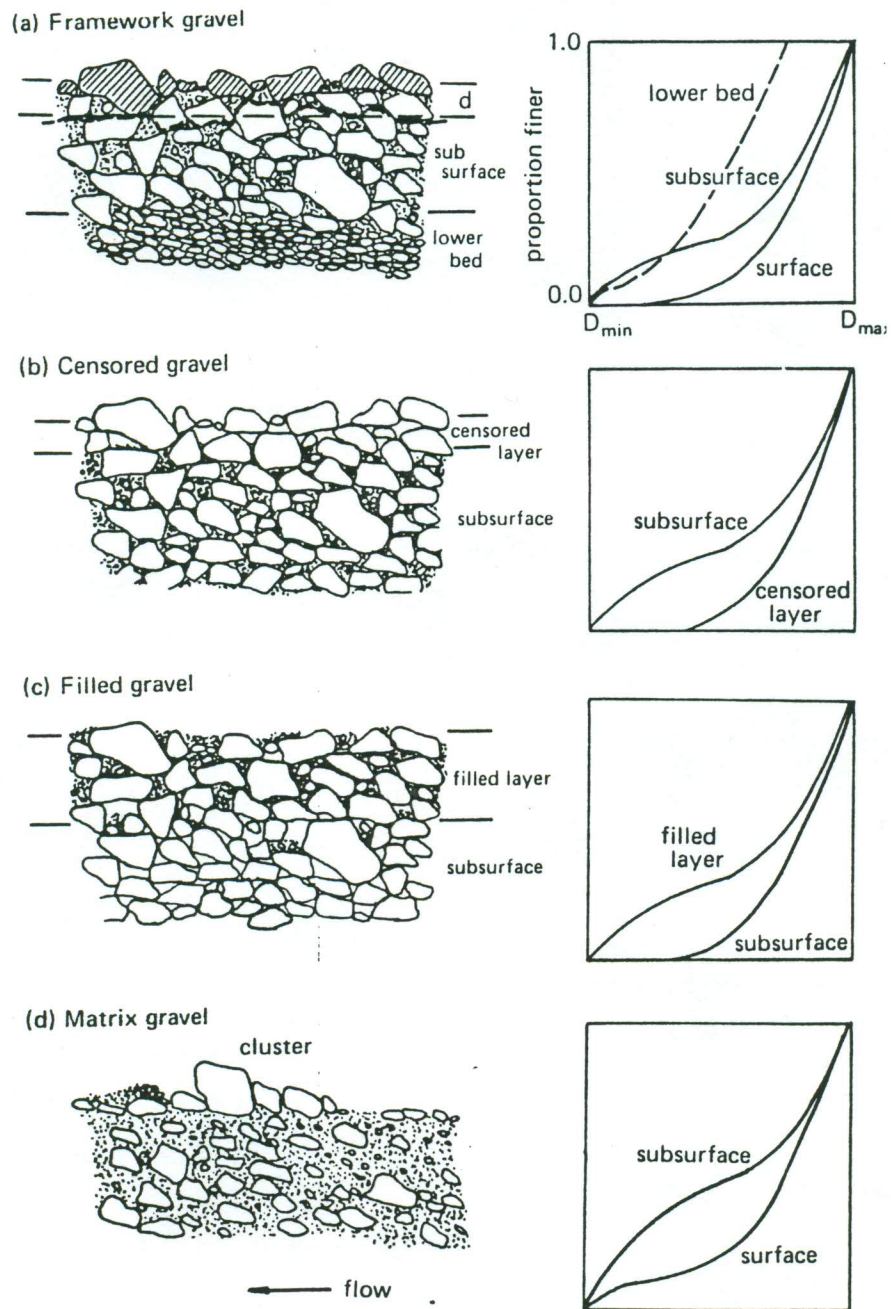 (a) Framework gravel
d
sub
surface
lower
bed
1.0
proportion finer
0.0
lower bed
subsurface
surface
Dmin
Dmax
(b) Censored gravel
censored
layer
subsurface
subsurface
censored
layer
(c) Filled gravel
filled layer
subsurface
filled
layer
subsurface
(d) Matrix gravel
cluster
flow
subsurface
surface